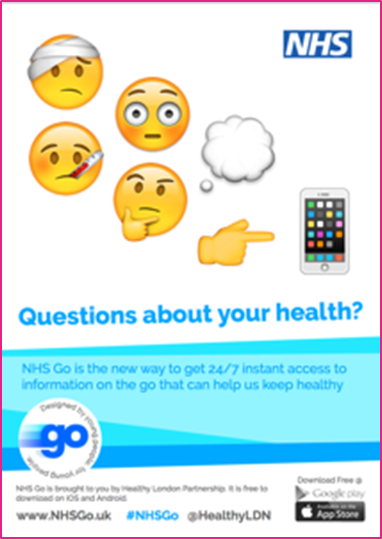 NHS
Questions about your health?
NHS Go is the new way to get 24/7 instant access to
information on the go that can help us keep healthy
Designed by young people, for young people
go
NHS Go is brought to you by Healthy London Partnership. It is free to
download on iOS and Android.
www.NHSGo.uk #NHSGo @HealthyLDN
Download Free @
Google play
Available on the
App Store